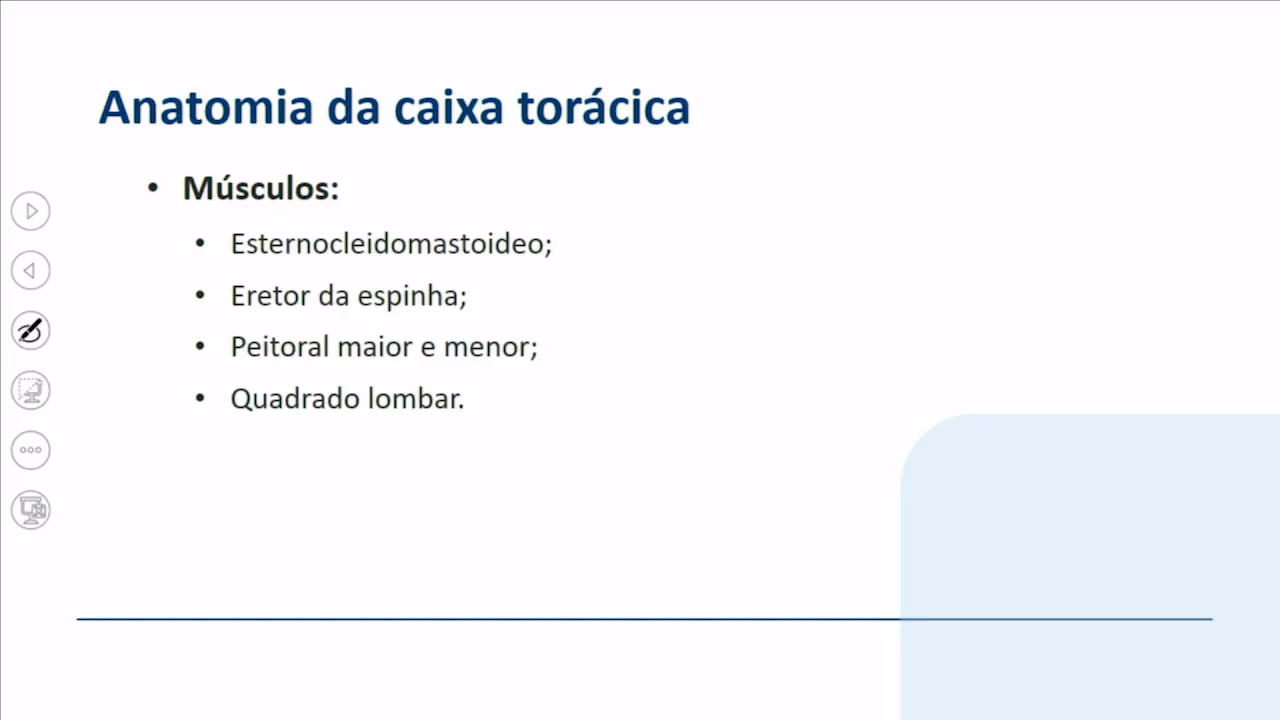 Anatomia da caixa torácica
• Músculos:
• Esternocleidomastoideo;
• Eretor da espinha;
• Peitoral maior e menor;
• Quadrado lombar.